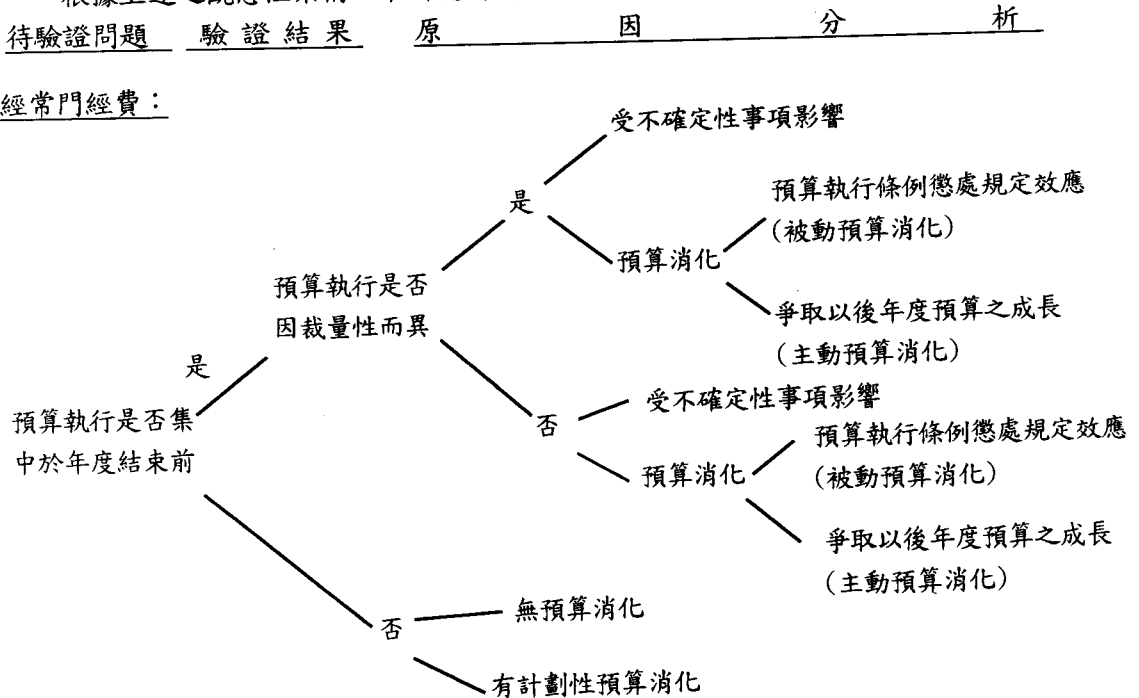 待驗證問題 驗證結果 原因分析
經常門經費：
受不確定性事項影響
是
預算執行條例懲處規定效應
(被動預算消化)
預算消化
預算執行是否
因裁量性而異
爭取以後年度預算之成長
(主動預算消化)
是
預算執行是否集
中於年度結束前
否
受不確定性事項影響
預算執行條例懲處規定效應
(被動預算消化)
預算消化
爭取以後年度預算之成長
(主動預算消化)
否
無預算消化
有計劃性預算消化